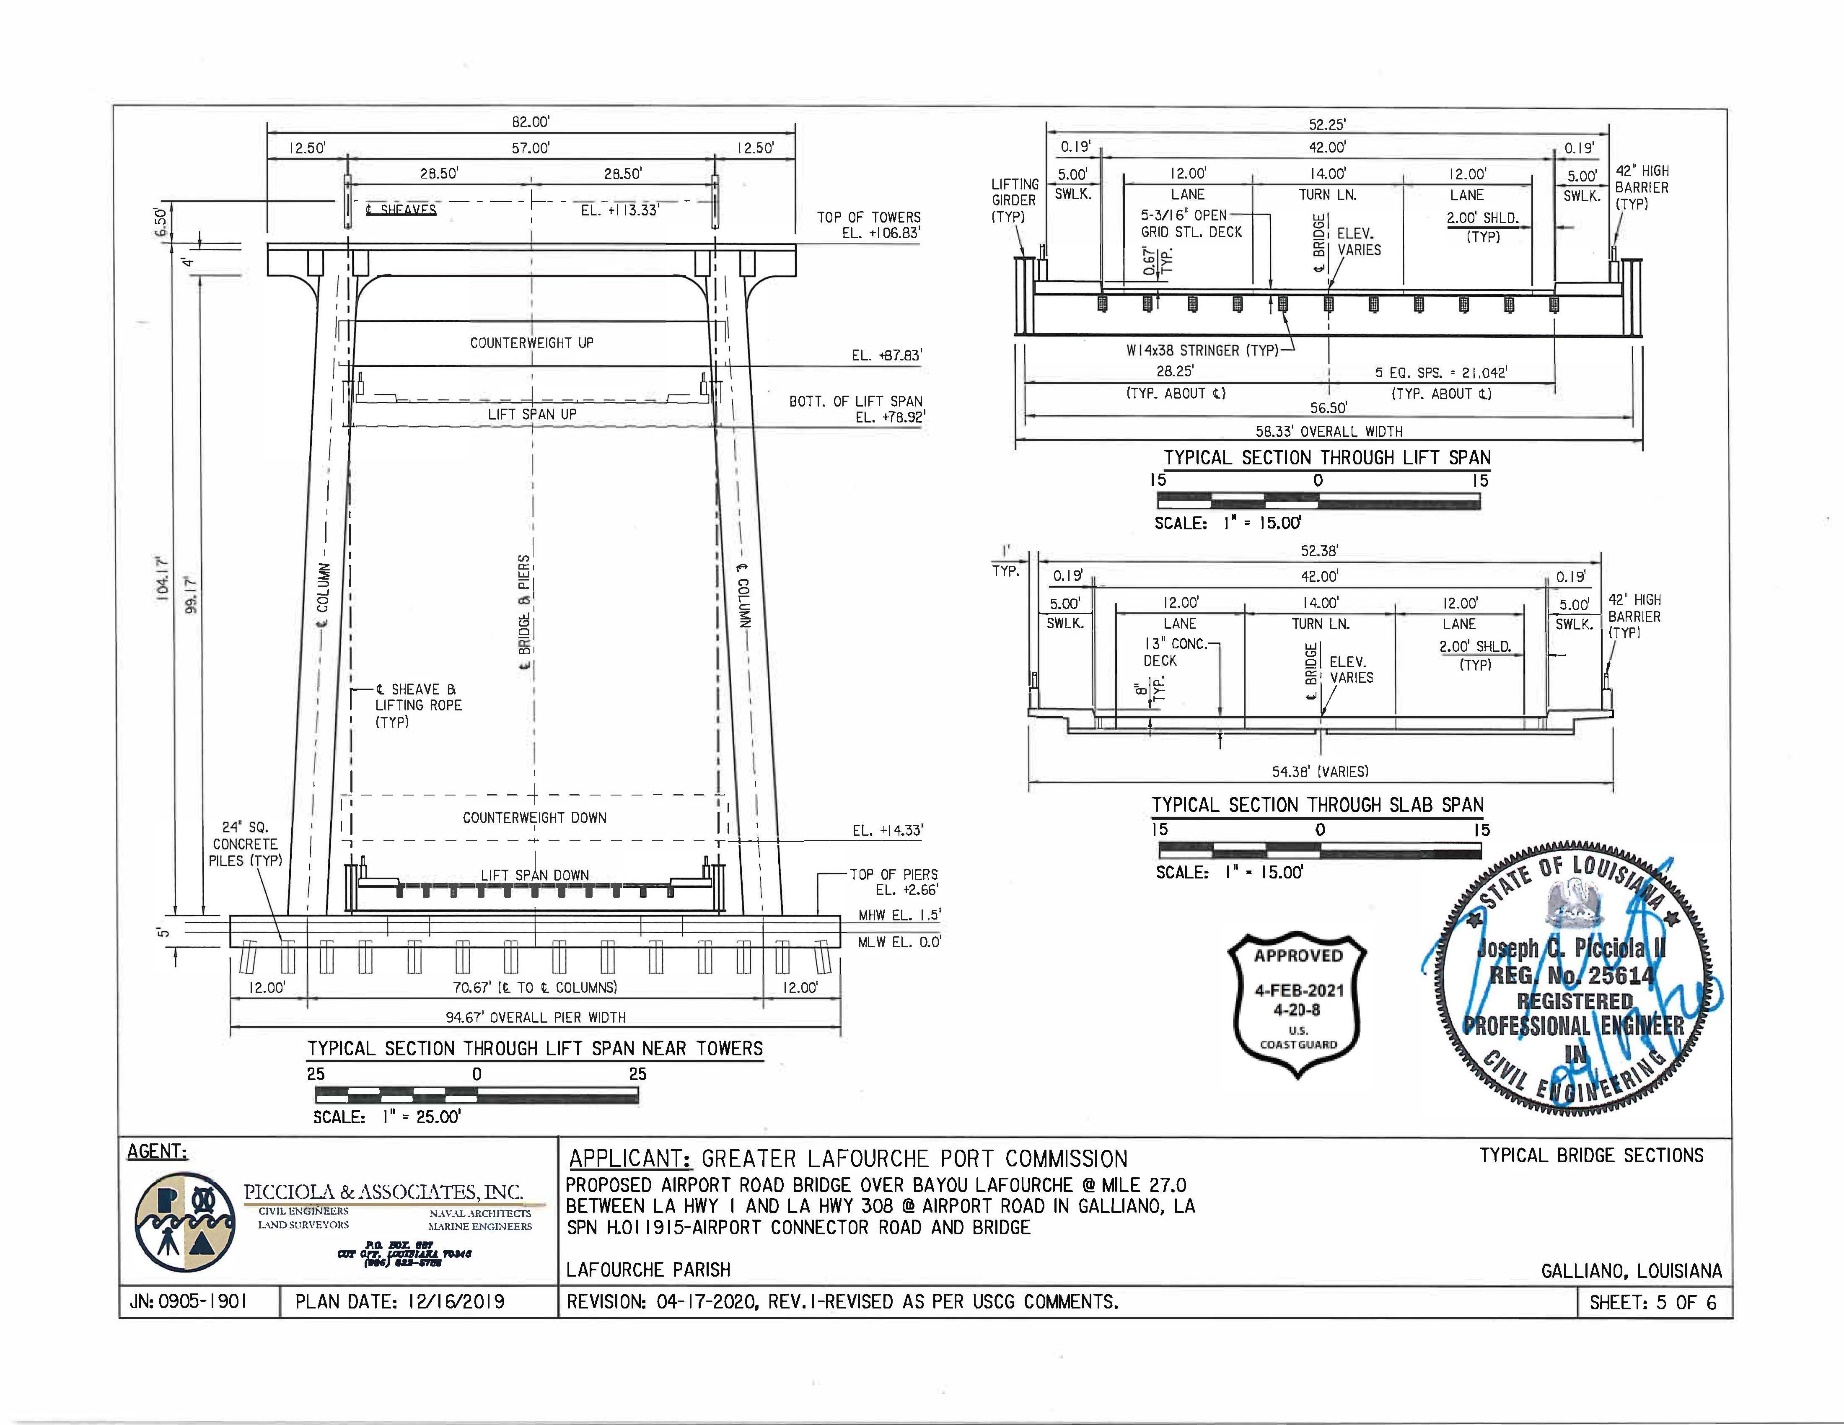 82.00'
12.50'
57.00'
12.50'
28.50'
28.50'
℄ SHEAVES
EL. +113.33'
6.50'
4'
TOP OF TOWERS
EL. +106.83'
COUNTERWEIGHT UP
EL. +87.83'
LIFT SPAN UP
BOTT. OF LIFT SPAN
EL. +78.92'
104.17'
99.17'
℄ COLUMN
℄ BRIDGE & PIERS
℄ COLUMN
℄ SHEAVE &
LIFTING ROPE
(TYP)
COUNTERWEIGHT DOWN
EL. +14.33'
24" SQ.
CONCRETE
PILES (TYP)
LIFT SPAN DOWN
TOP OF PIERS
EL. +2.66'
MHW EL. 1.5'
MLW EL. 0.0'
5'
12.00'
70.67' (℄ TO ℄ COLUMNS)
12.00'
94.67' OVERALL PIER WIDTH
TYPICAL SECTION THROUGH LIFT SPAN NEAR TOWERS
25 0 25
SCALE: 1" = 25.00'
52.25'
0.19'
42.00'
0.19'
5.00'
SWLK.
12.00'
LANE
14.00'
TURN LN.
12.00'
LANE
5.00'
SWLK.
42" HIGH
BARRIER
(TYP)
LIFTING
GIRDER
(TYP)
5-3/16" OPEN
GRID STL. DECK
0.67'
TYP.
℄ BRIDGE
ELEV.
VARIES
2.00' SHLD.
(TYP)
W14x38 STRINGER (TYP)
28.25'
(TYP. ABOUT ℄)
5 EQ. SPS. = 21.042'
(TYP. ABOUT ℄)
56.50'
58.33' OVERALL WIDTH
TYPICAL SECTION THROUGH LIFT SPAN
15 0 15
SCALE: 1" = 15.00'
1'
TYP.
52.38'
0.19'
42.00'
0.19'
5.00'
SWLK.
12.00'
LANE
14.00'
TURN LN.
12.00'
LANE
5.00'
SWLK.
42" HIGH
BARRIER
(TYP)
13" CONC.
DECK
8"
TYP.
℄ BRIDGE
ELEV.
VARIES
2.00' SHLD.
(TYP)
54.38' (VARIES)
TYPICAL SECTION THROUGH SLAB SPAN
15 0 15
SCALE: 1" = 15.00'
APPROVED
4-FEB-2021
4-20-8
U.S.
COAST GUARD
STATE OF LOUISIANA
Joseph C. Picciola II
REG. No. 25614
REGISTERED
PROFESSIONAL ENGINEER
IN
CIVIL ENGINEERING
AGENT:
PICCIOLA & ASSOCIATES, INC.
CIVIL ENGINEERS NAVAL ARCHITECTS
LAND SURVEYORS MARINE ENGINEERS
P.O. BOX
CUT OFF, LOUISIANA 70345
APPLICANT: GREATER LAFOURCHE PORT COMMISSION
PROPOSED AIRPORT ROAD BRIDGE OVER BAYOU LAFOURCHE @ MILE 27.0
BETWEEN LA HWY 1 AND LA HWY 308 @ AIRPORT ROAD IN GALLIANO, LA
SPN H.011915-AIRPORT CONNECTOR ROAD AND BRIDGE
LAFOURCHE PARISH
TYPICAL BRIDGE SECTIONS
GALLIANO, LOUISIANA
JN: 0905-1901
PLAN DATE: 12/16/2019
REVISION: 04-17-2020, REV.1-REVISED AS PER USCG COMMENTS.
SHEET: 5 OF 6